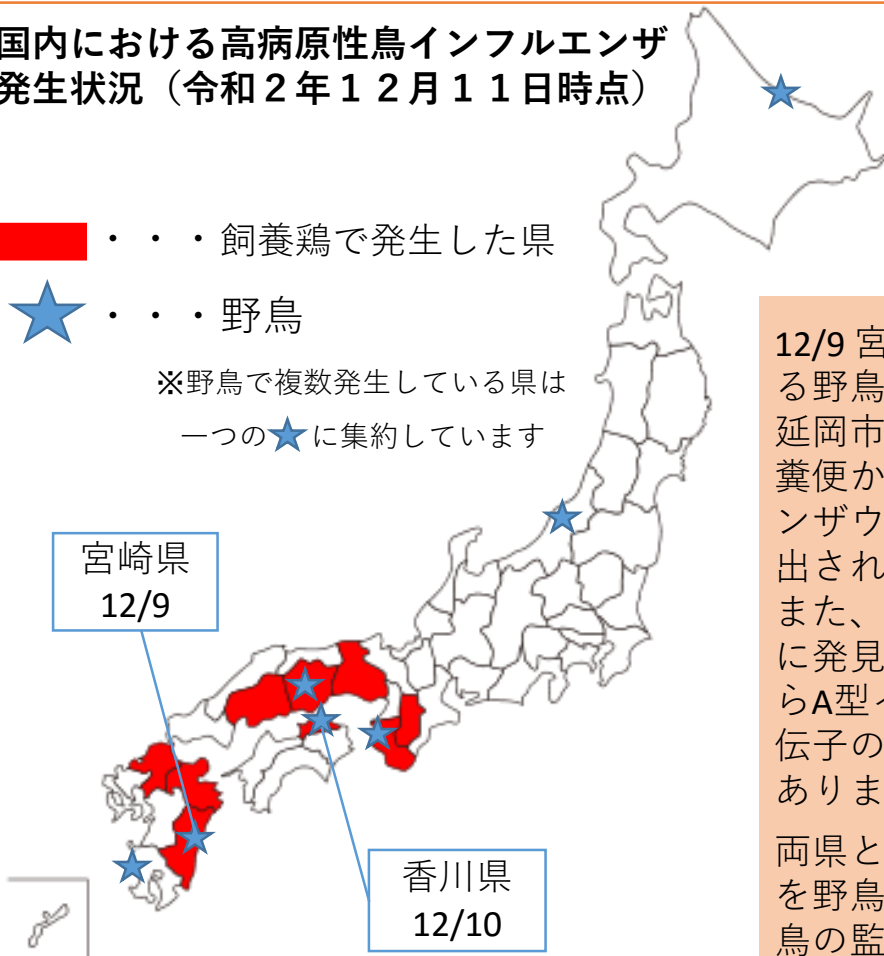 国内における高病原性鳥インフルエンザ
発生状況（令和２年１２月１１日時点）
・・・飼養鶏で発生した県
・・・野鳥
※野鳥で複数発生している県は
一つの★に集約しています
宮崎県
12/9
香川県
12/10
12/9 宮
る野鳥
延岡市
糞便か
ンザウ
出され
また、
に発見
らA型イ
伝子の
ありま
両県と
を野鳥
鳥の監